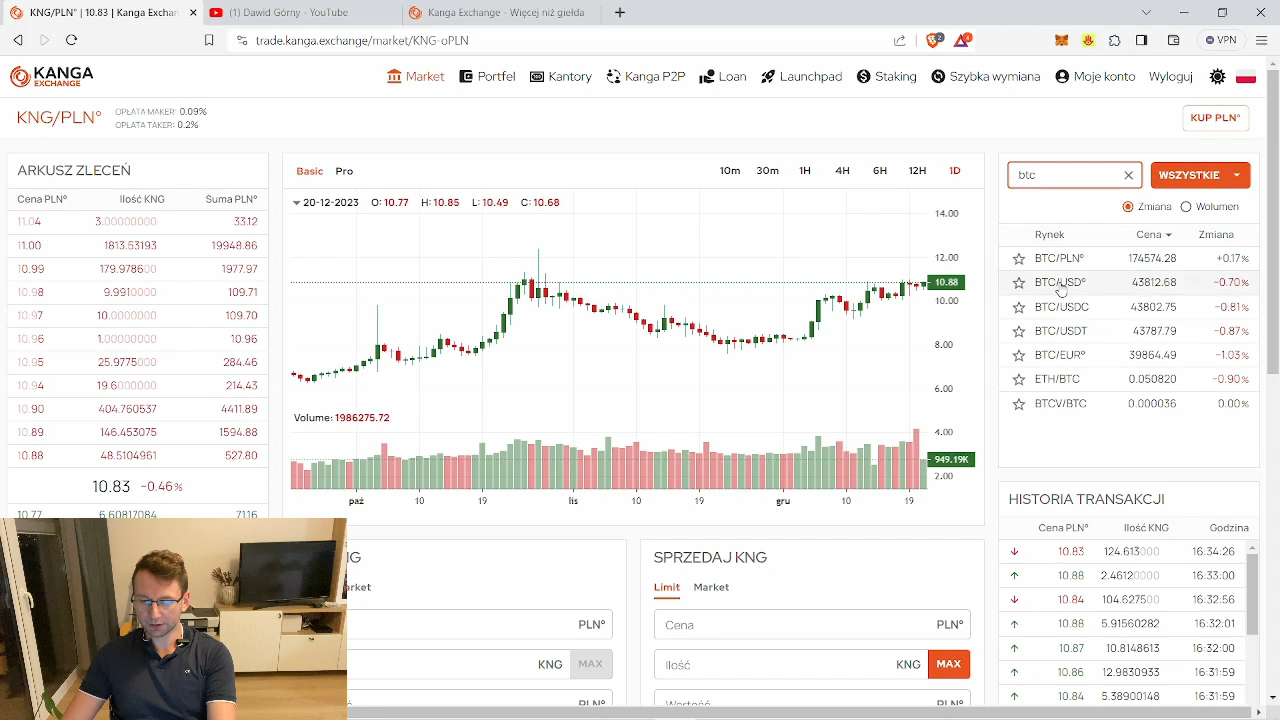 KNG/PLN° | 10.83 | Kanga Exchan
(1) Dawid Górny - YouTube
Kanga Exchange - Więcej niż giełda
trade.kanga.exchange/market/KNG-oPLN
2
4
VPN
KANGA
EXCHANGE
Market
Portfel
Kantory
Kanga P2P
Loan
Launchpad
Staking
Szybka wymiana
Moje konto
Wyloguj
KNG/PLN°
OPŁATA MAKER: 0.09%
OPŁATA TAKER: 0.2%
KUP PLN°
ARKUSZ ZLECEŃ
Cena PLN° Ilość KNG Suma PLN°
11.04 3.00000000 33.12
11.00 1813.53193 19948.86
10.99 179.978600 1977.97
10.98 9.9910000 109.71
10.97 10.0000000 109.70
10.96 1.00000000 10.96
10.95 25.9775000 284.46
10.94 19.6000000 214.43
10.90 404.760537 4411.89
10.89 146.453075 1594.88
10.88 48.5104961 527.80
10.83 -0.46%
10.77 6.60817084 71.16
Basic Pro
10m 30m 1H 4H 6H 12H 1D
20-12-2023 O: 10.77 H: 10.85 L: 10.49 C: 10.68
14.00
12.00
10.88
10.00
8.00
6.00
Volume: 1986275.72
4.00
949.19K
2.00
paź 10 19 lis 10 19 gru 10 19
btc
WSZYSTKIE
Zmiana Wolumen
Rynek Cena Zmiana
BTC/PLN° 174574.28 +0.17%
BTC/USD° 43812.68 -0.70%
BTC/USDC 43802.75 -0.81%
BTC/USDT 43787.79 -0.87%
BTC/EUR° 39864.49 -1.03%
ETH/BTC 0.050820 -0.90%
BTCV/BTC 0.000036 0.00%
HISTORIA TRANSAKCJI
Cena PLN° Ilość KNG Godzina
10.83 124.613000 16:34:26
10.88 2.46120000 16:33:00
10.84 104.627500 16:32:56
10.88 5.91560282 16:32:01
10.87 10.8148613 16:32:00
10.86 12.9830933 16:31:59
10.84 5.38900148 16:31:59
G
arket
PLN°
KNG MAX
PLN°
SPRZEDAJ KNG
Limit Market
Cena PLN°
Ilość KNG MAX
Wartość PLN°